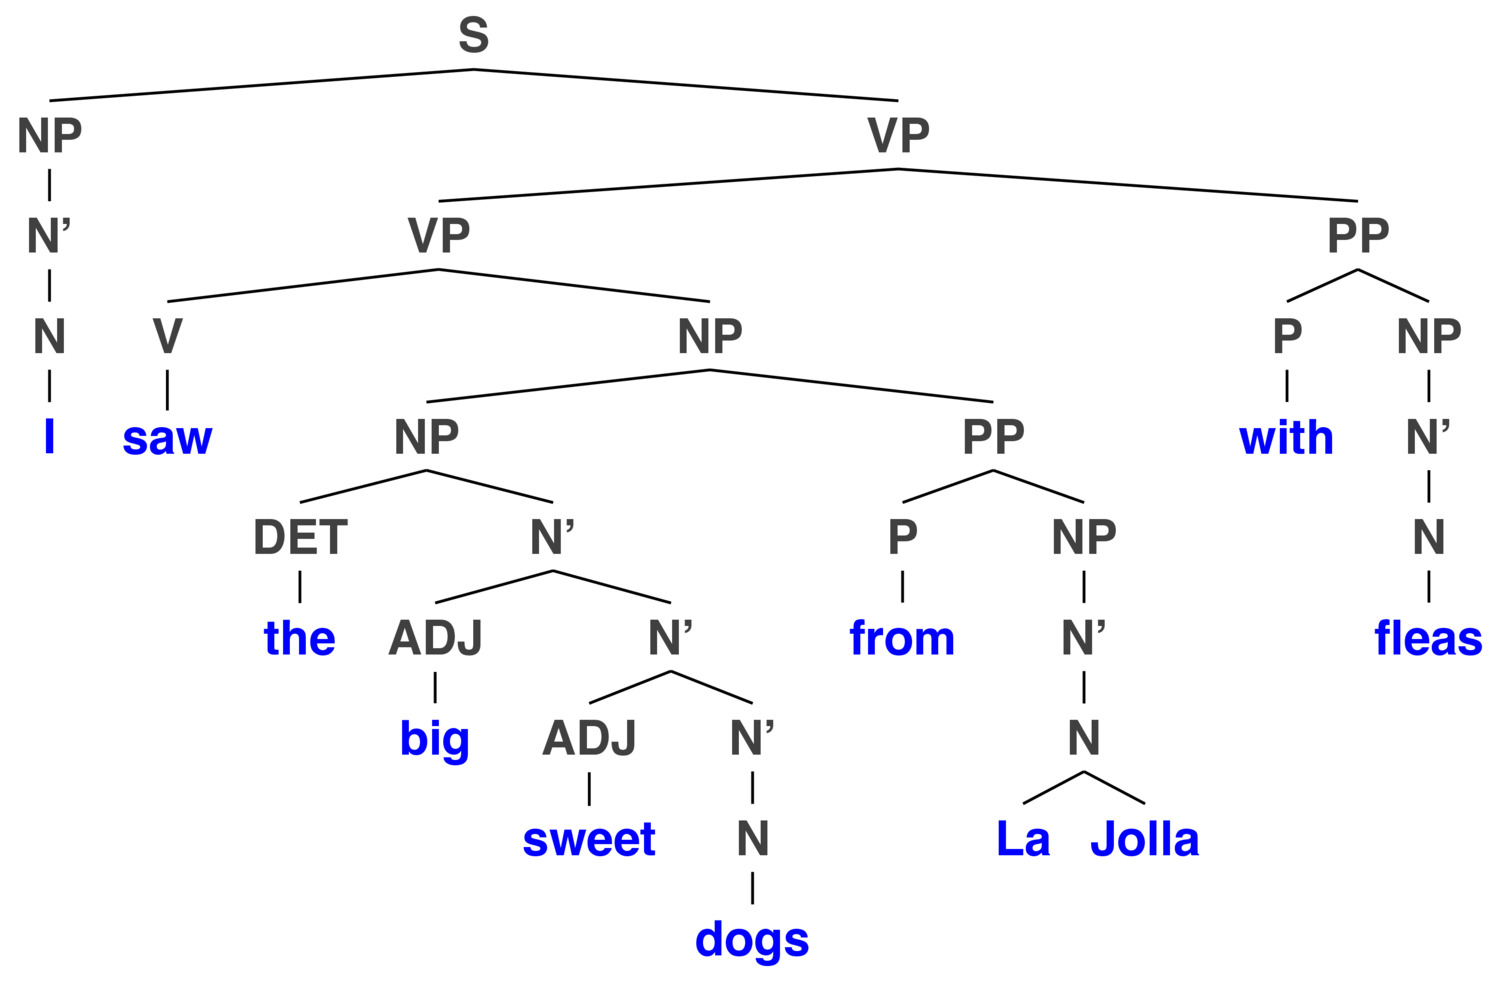 S
NP VP
N’ VP PP
N V NP P NP
I saw NP PP with N’
DET N’ P NP N
the ADJ N’ from N’ fleas
big ADJ N’ N
sweet N La Jolla
dogs